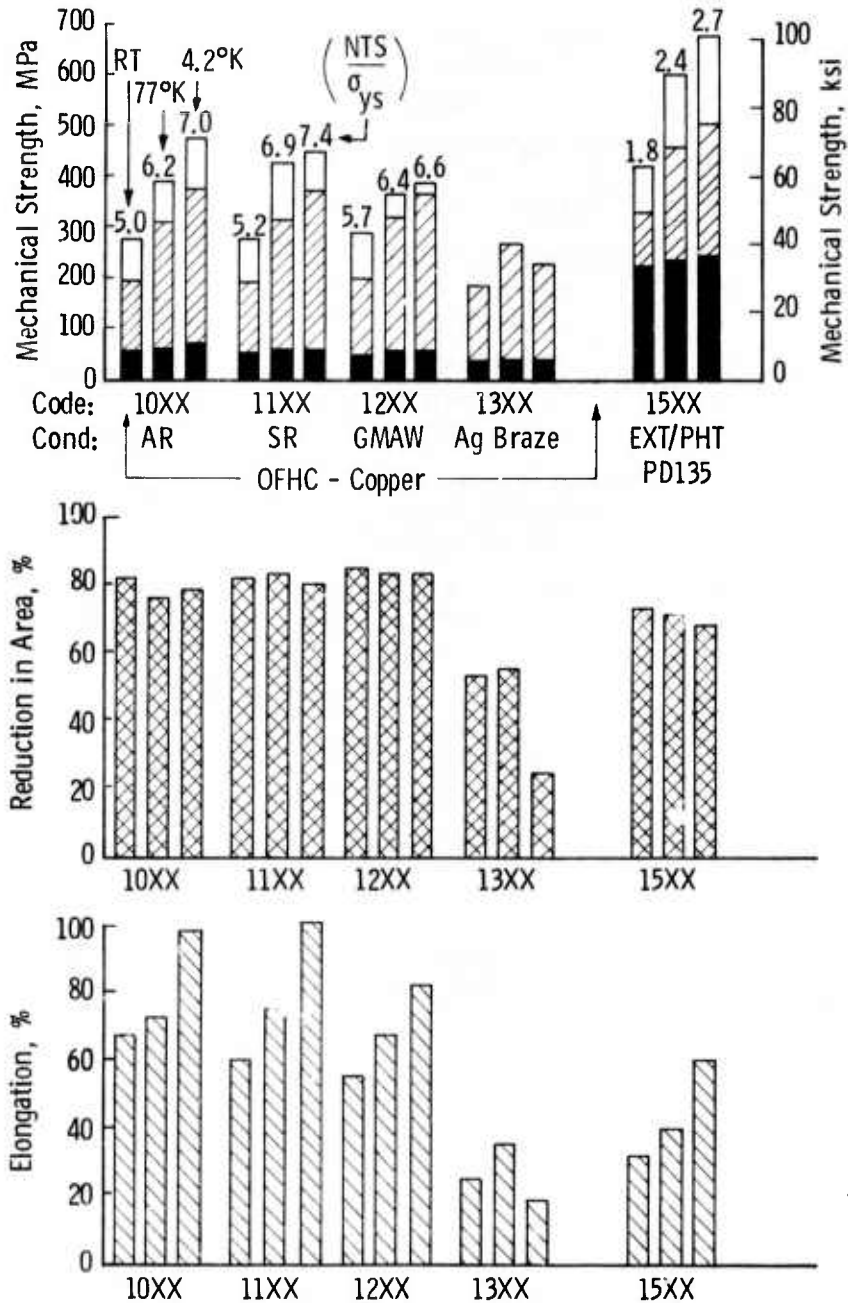 700
600
500
400
300
200
100
0
Mechanical Strength, MPa
RT
77°K
4.2°K
(NTS/σys)
5.0
6.2
7.0
5.2
6.9
7.4
5.7
6.4
6.6
1.8
2.4
2.7
100
80
60
40
20
0
Mechanical Strength, ksi
Code: 10XX 11XX 12XX 13XX 15XX
Cond: AR SR GMAW Ag Braze EXT/PHT
PD135
OFHC - Copper
100
80
60
40
20
0
Reduction in Area, %
10XX 11XX 12XX 13XX 15XX
100
80
60
40
20
0
Elongation, %
10XX 11XX 12XX 13XX 15XX